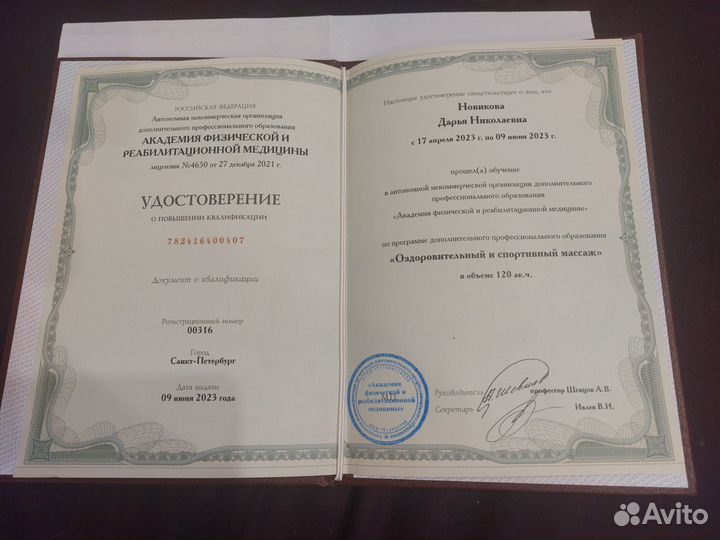 РОССИЙСКАЯ ФЕДЕРАЦИЯ
Автономная некоммерческая организация
дополнительного профессионального образования
АКАДЕМИЯ ФИЗИЧЕСКОЙ И
РЕАБИЛИТАЦИОННОЙ МЕДИЦИНЫ
лицензия №4650 от 27 декабря 2021 г.
УДОСТОВЕРЕНИЕ
О ПОВЫШЕНИИ КВАЛИФИКАЦИИ
782416400407
Документ о квалификации
Регистрационный номер
00316
Город
Санкт-Петербург
Дата выдачи
09 июня 2023 года
Настоящее удостоверение свидетельствует о том, что
Новикова
Дарья Николаевна
с 17 апреля 2023 г. по 09 июня 2023 г.
прошел(а) обучение
в автономной некоммерческой организации дополнительного
профессионального образования
«Академия физической и реабилитационной медицины»
по программе дополнительного профессионального образования
«Оздоровительный и спортивный массаж»
в объеме 120 ак.ч.
«Академия
физической и
реабилитационной
медицины»
Руководитель профессор Шевцов А.В.
Секретарь Ивлев В.И.
Avito